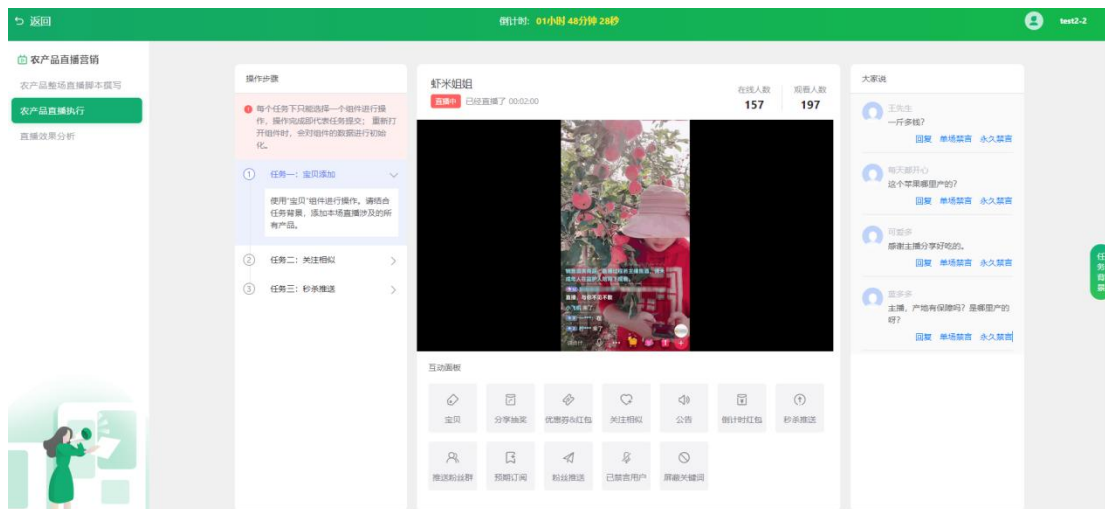 返回
倒计时: 01小时 48分钟 28秒
test2-2
农产品直播营销
农产品整场直播脚本撰写
农产品直播执行
直播效果分析
操作步骤
每个任务下只能选择一个组件进行操
作，操作完成即代表任务提交；重新打
开组件时，会对组件的数据进行初始
化。
1 任务一：宝贝添加
使用"宝贝"组件进行操作。请结合
任务背景，添加本场直播涉及的所
有产品。
2 任务二：关注相似
3 任务三：秒杀推送
虾米姐姐
直播中 已经直播了 00:02:00
在线人数
157
观看人数
197
互动面板
宝贝
分享抽奖
优惠券&红包
关注相似
公告
倒计时红包
秒杀推送
推送粉丝群
预期订阅
粉丝推送
已禁言用户
屏蔽关键词
大家说
王先生
一斤多钱?
回复 单场禁言 永久禁言
每天都开心
这个苹果哪里产的?
回复 单场禁言 永久禁言
可多
感谢主播分享好吃的。
回复 单场禁言 永久禁言
多多
主播，产地有保障吗？是哪里产的
呀?
回复 单场禁言 永久禁言
任务背景